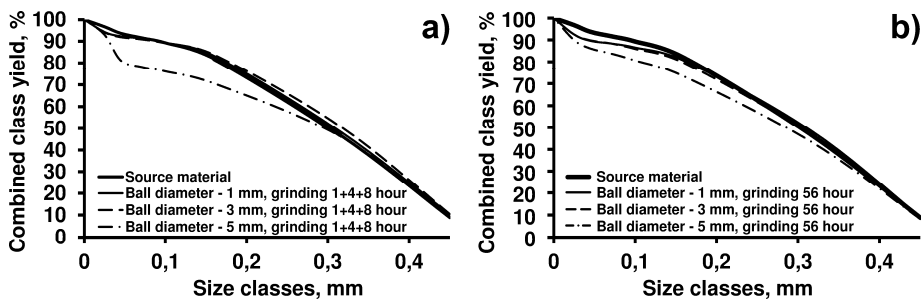 a)
Combined class yield, %
100
90
80
70
60
50
40
30
20
10
0
Source material
Ball diameter - 1 mm, grinding 1+4+8 hour
Ball diameter - 3 mm, grinding 1+4+8 hour
Ball diameter - 5 mm, grinding 1+4+8 hour
0 0,1 0,2 0,3 0,4
Size classes, mm
b)
Combined class yield, %
100
90
80
70
60
50
40
30
20
10
0
Source material
Ball diameter - 1 mm, grinding 56 hour
Ball diameter - 3 mm, grinding 56 hour
Ball diameter - 5 mm, grinding 56 hour
0 0,1 0,2 0,3 0,4
Size classes, mm